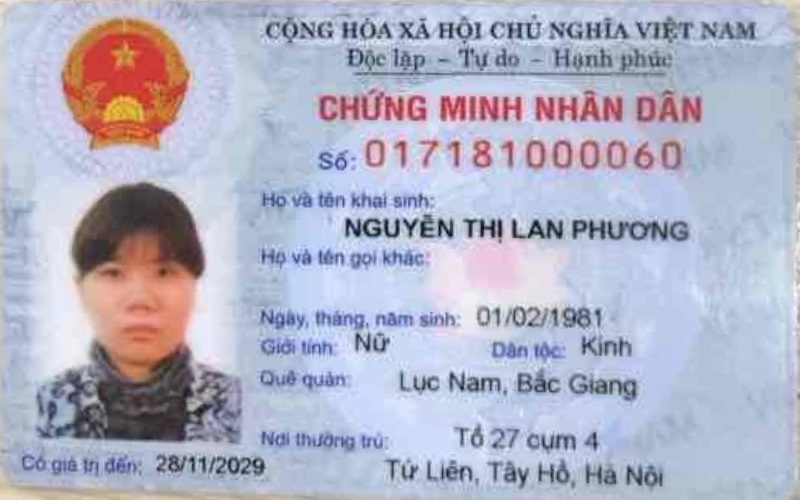 CỘNG HÒA XÃ HỘI CHỦ NGHĨA VIỆT NAM
Độc lập - Tự do - Hạnh phúc
CHỨNG MINH NHÂN DÂN
Số: 017181000060
Họ và tên khai sinh:
NGUYỄN THỊ LAN PHƯƠNG
Họ và tên gọi khác:
Ngày, tháng, năm sinh: 01/02/1981
Giới tính: Nữ Dân tộc: Kinh
Quê quán: Lục Nam, Bắc Giang
Nơi thường trú: Tổ 27 cụm 4
Tứ Liên, Tây Hồ, Hà Nội
Có giá trị đến: 28/11/2029